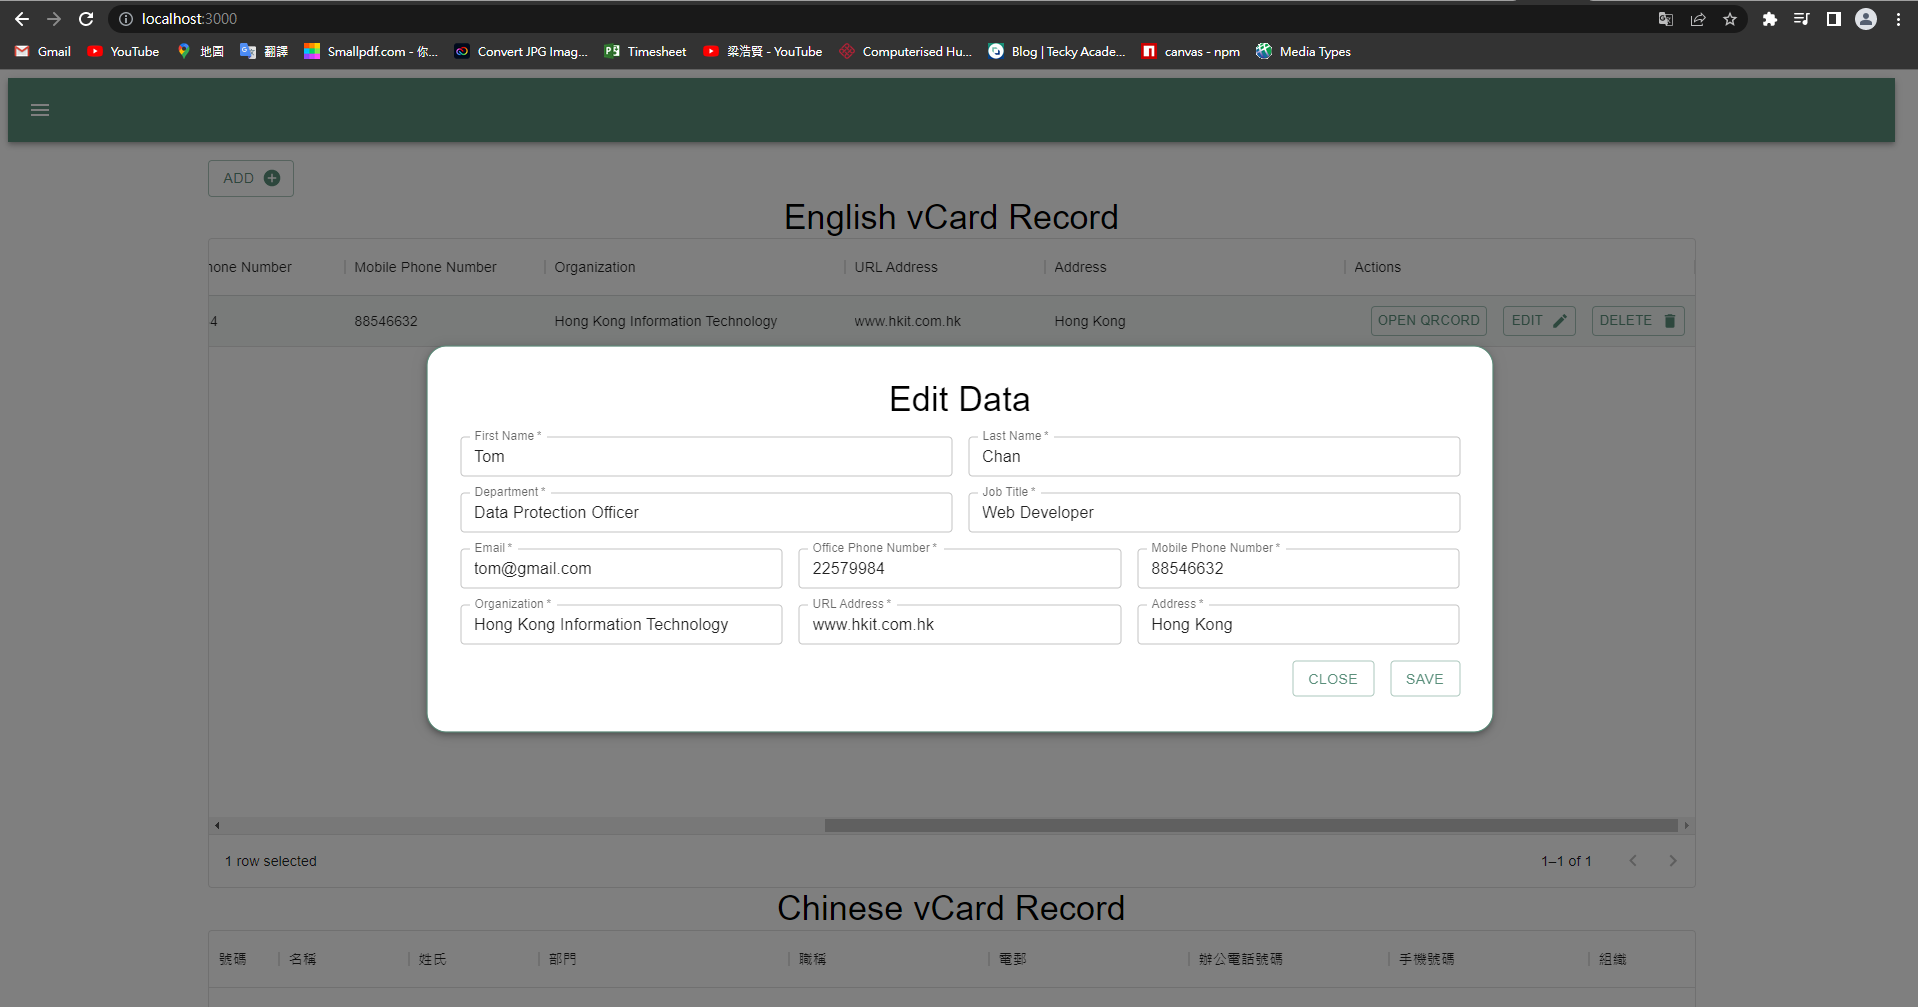 localhost:3000
Gmail YouTube 地圖 翻譯 Smallpdf.com - 你... Convert JPG Imag... Timesheet 梁浩賢 - YouTube Computerised Hu... Blog | Tecky Acade... canvas - npm Media Types
ADD
English vCard Record
hone Number Mobile Phone Number Organization URL Address Address Actions
4 88546632 Hong Kong Information Technology www.hkit.com.hk Hong Kong OPEN QRCORD EDIT DELETE
Edit Data
First Name * Last Name *
Tom Chan
Department * Job Title *
Data Protection Officer Web Developer
Email * Office Phone Number * Mobile Phone Number *
tom@gmail.com 22579984 88546632
Organization * URL Address * Address *
Hong Kong Information Technology www.hkit.com.hk Hong Kong
CLOSE SAVE
1 row selected 1–1 of 1
Chinese vCard Record
號碼 名稱 姓氏 部門 職稱 電郵 辦公電話號碼 手機號碼 組織